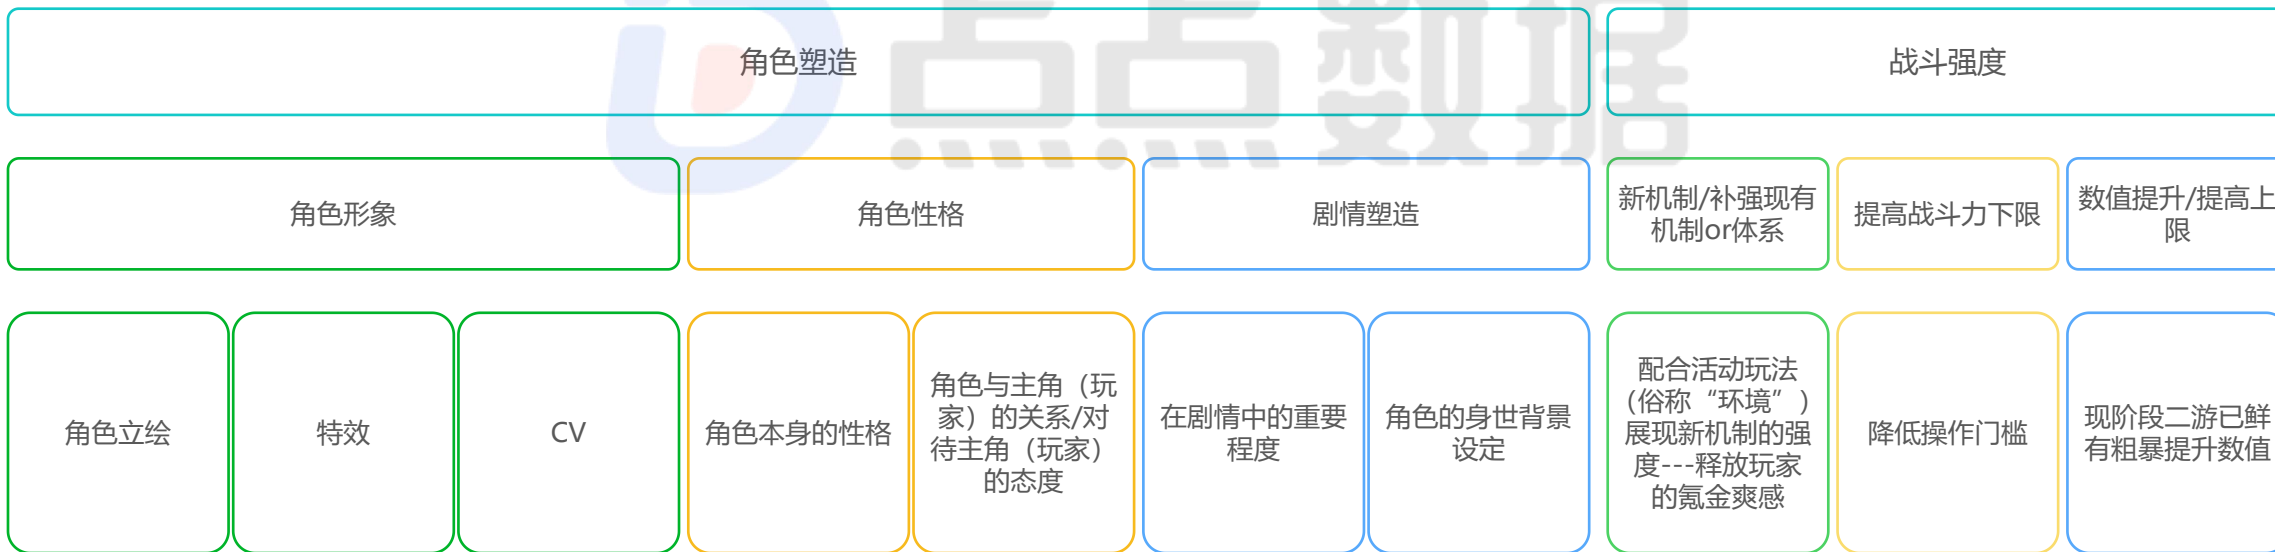 点点数据
角色塑造
战斗强度
角色形象
角色性格
剧情塑造
新机制/补强现有
机制or体系
提高战斗力下限
数值提升/提高上
限
角色立绘
特效
CV
角色本身的性格
角色与主角（玩
家）的关系/对
待主角（玩家）
的态度
在剧情中的重要
程度
角色的身世背景
设定
配合活动玩法
(俗称“环境”)
展现新机制的强
度---释放玩家
的氪金爽感
降低操作门槛
现阶段二游已鲜
有粗暴提升数值